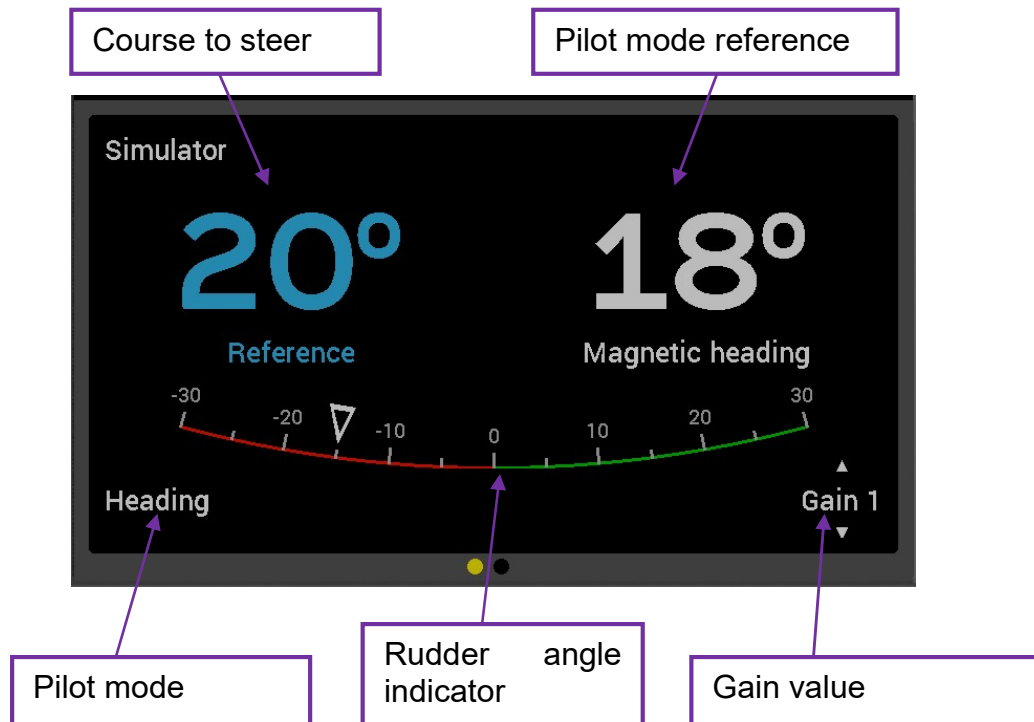 Course to steer
Pilot mode reference
Simulator
20°
18°
Reference
Magnetic heading
-30 -20 -10 0 10 20 30
Heading
Gain 1
Pilot mode
Rudder angle
indicator
Gain value